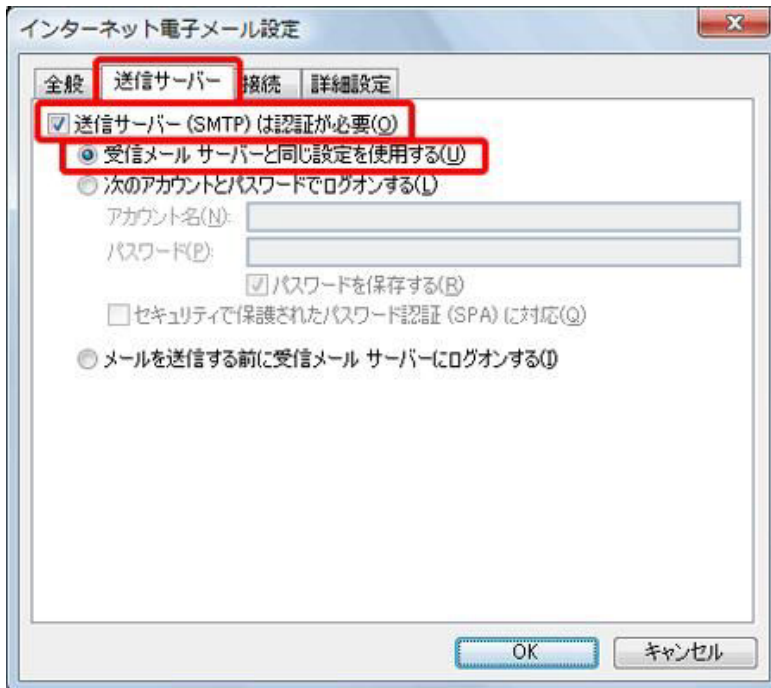 インターネット電子メール設定
全般 送信サーバー 接続 詳細設定
送信サーバー (SMTP) は認証が必要(O)
受信メール サーバーと同じ設定を使用する(U)
次のアカウントとパスワードでログオンする(L)
アカウント名(N):
パスワード(P):
パスワードを保存する(R)
セキュリティで保護されたパスワード認証 (SPA) に対応(Q)
メールを送信する前に受信メール サーバーにログオンする(I)
OK キャンセル